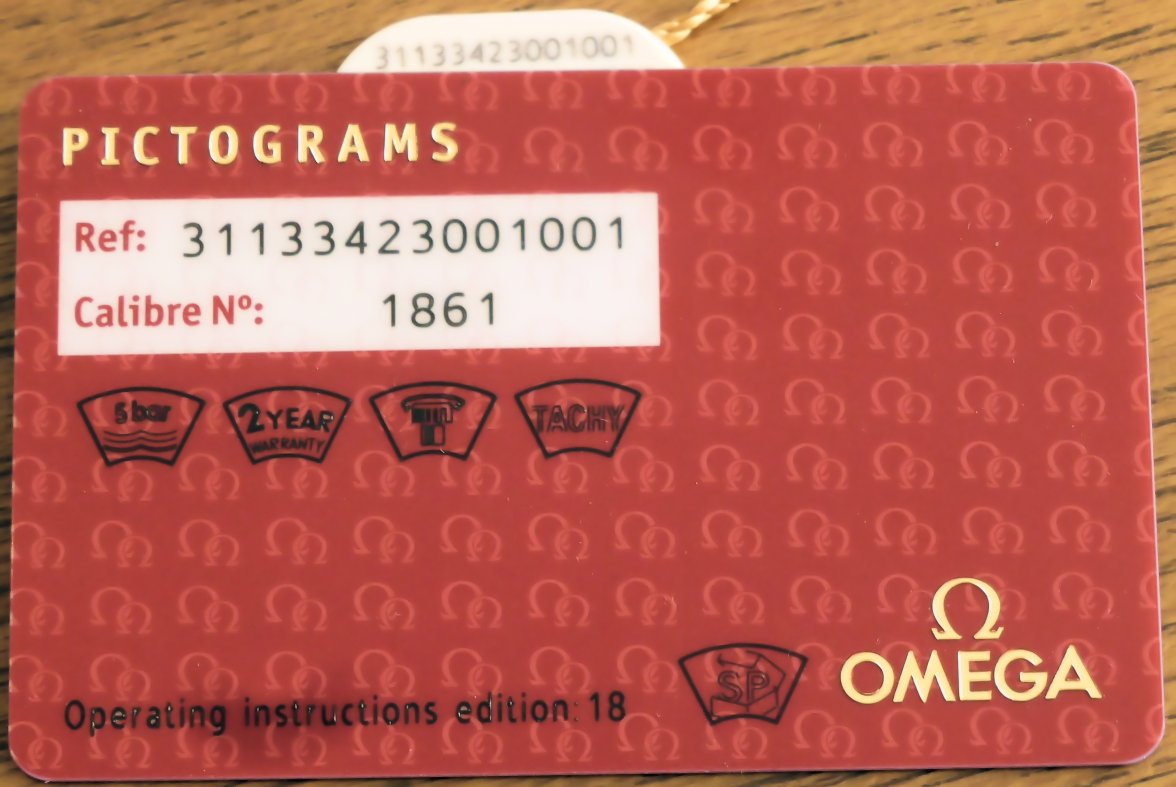 31133423001001
PICTOGRAMS
Ref: 31133423001001
Calibre Nº: 1861
5 bar
2 YEAR
WARRANTY
TACHY
SP
Ω
OMEGA
Operating instructions edition: 18